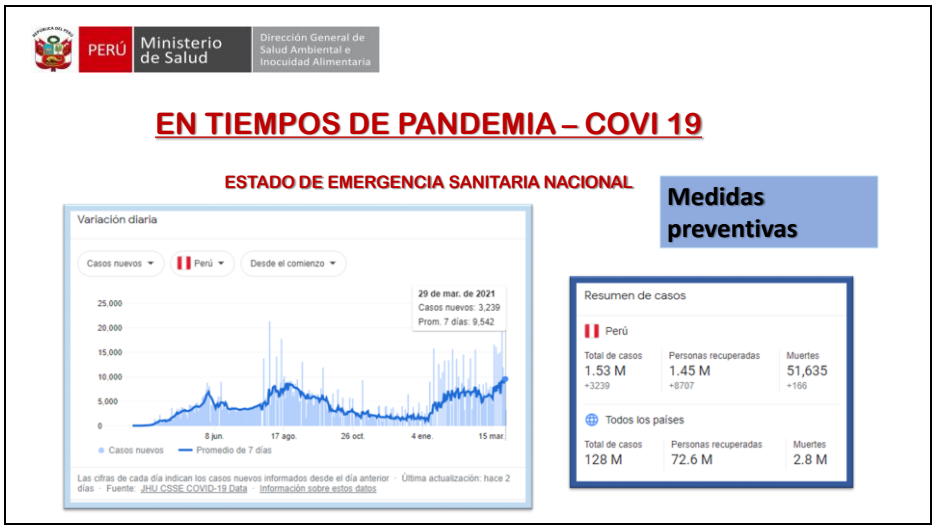 REPUBLICA DEL PERU
PERÚ
Ministerio
de Salud
Dirección General de
Salud Ambiental e
Inocuidad Alimentaria
EN TIEMPOS DE PANDEMIA – COVI 19
ESTADO DE EMERGENCIA SANITARIA NACIONAL
Medidas
preventivas
Variación diaria
Casos nuevos
Perú
Desde el comienzo
29 de mar. de 2021
Casos nuevos: 3,239
Prom. 7 días: 9,542
25,000
20,000
15,000
10,000
5,000
0
8 jun. 17 ago. 26 oct. 4 ene. 15 mar.
Casos nuevos Promedio de 7 días
Las cifras de cada día indican los casos nuevos informados desde el día anterior · Última actualización: hace 2
días · Fuente: JHU CSSE COVID-19 Data · Información sobre estos datos
Resumen de casos
Perú
Total de casos Personas recuperadas Muertes
1.53 M 1.45 M 51,635
+3239 +8707 +166
Todos los países
Total de casos Personas recuperadas Muertes
128 M 72.6 M 2.8 M